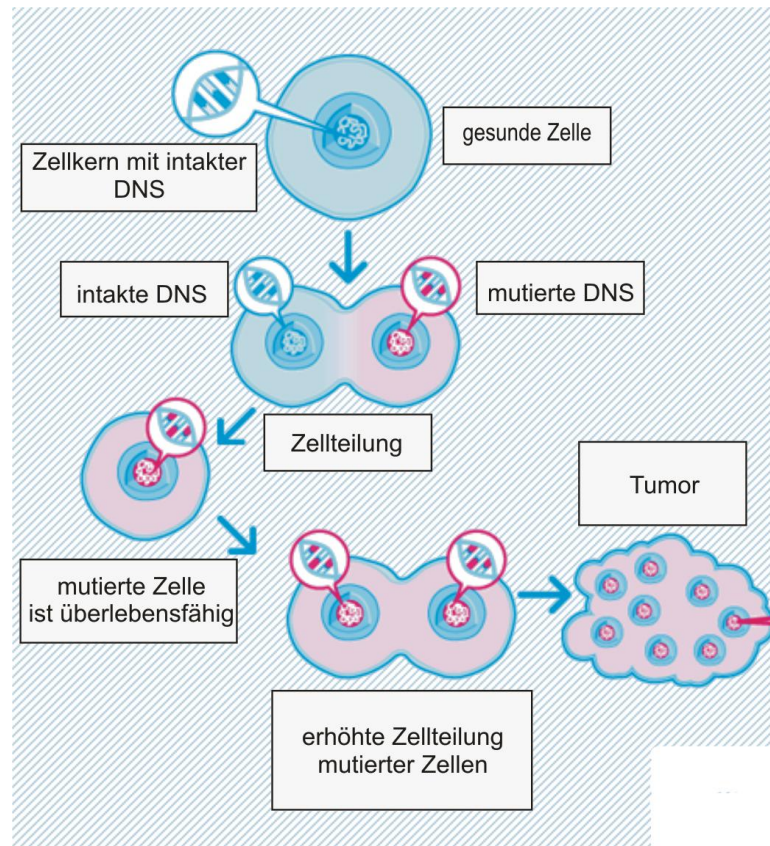 gesunde Zelle
Zellkern mit intakter
DNS
intakte DNS
mutierte DNS
Zellteilung
Tumor
mutierte Zelle
ist überlebensfähig
erhöhte Zellteilung
mutierter Zellen